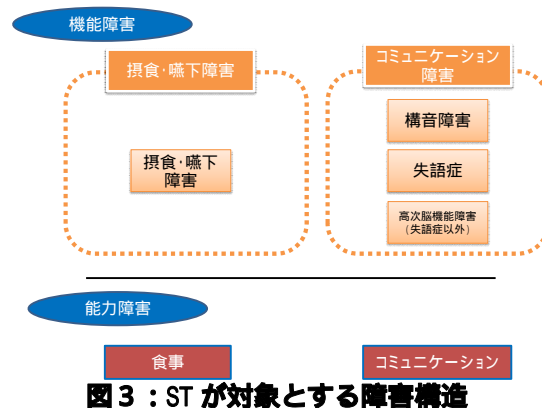 機能障害
摂食・嚥下障害
コミュニケーション
障害
摂食・嚥下
障害
構音障害
失語症
高次脳機能障害
(失語症以外)
能力障害
食事
コミュニケーション
図３：STが対象とする障害構造